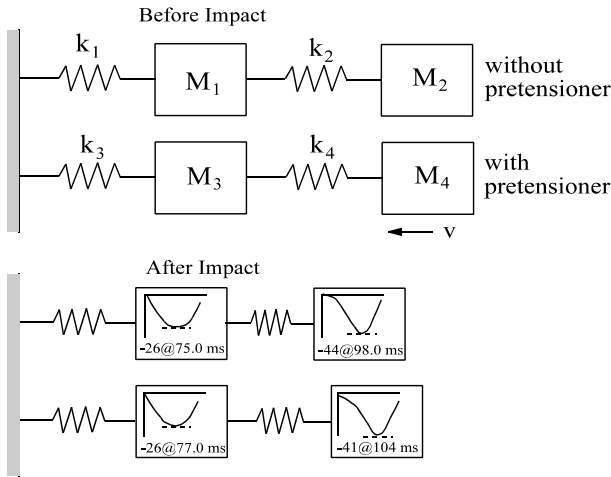 Before Impact
k1 k2
M1 M2 without pretensioner
k3 k4
M3 M4 with pretensioner
v
After Impact
-26@75.0 ms -44@98.0 ms
-26@77.0 ms -41@104 ms